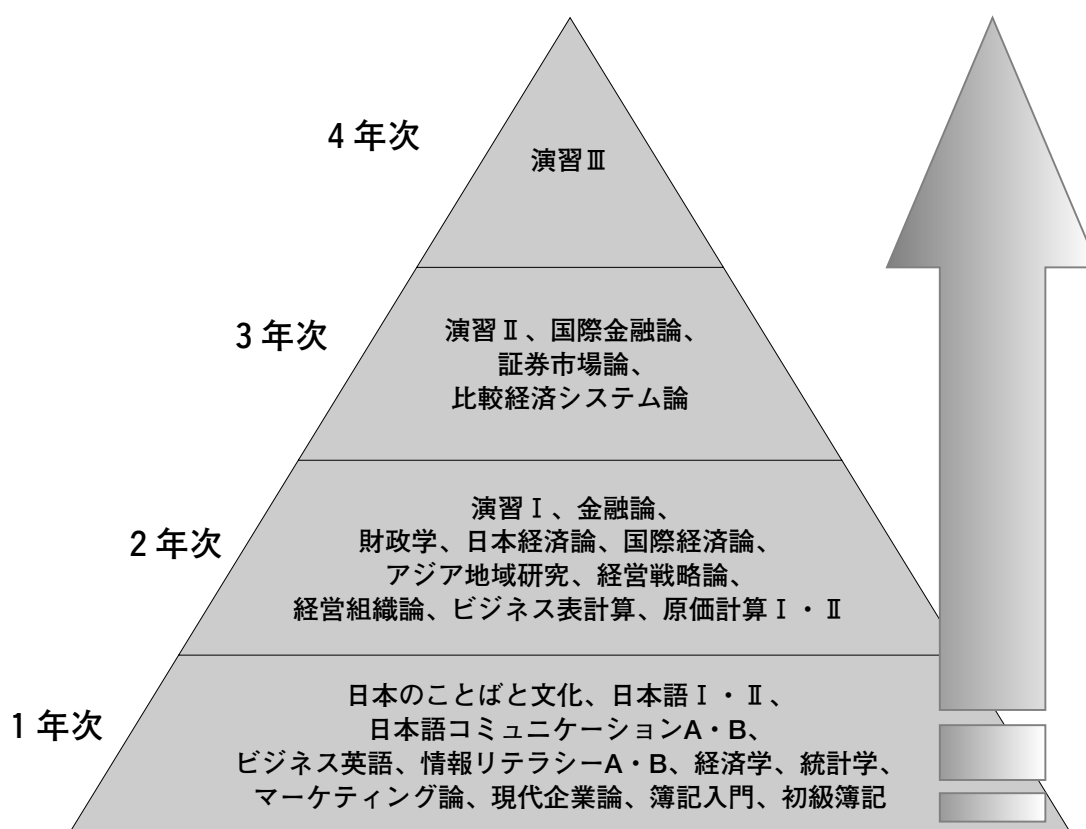 4 年次
演習Ⅲ
3 年次
演習Ⅱ、国際金融論、
証券市場論、
比較経済システム論
2 年次
演習Ⅰ、金融論、
財政学、日本経済論、国際経済論、
アジア地域研究、経営戦略論、
経営組織論、ビジネス表計算、原価計算Ⅰ・Ⅱ
1 年次
日本のことばと文化、日本語Ⅰ・Ⅱ、
日本語コミュニケーションA・B、
ビジネス英語、情報リテラシーA・B、経済学、統計学、
マーケティング論、現代企業論、簿記入門、初級簿記